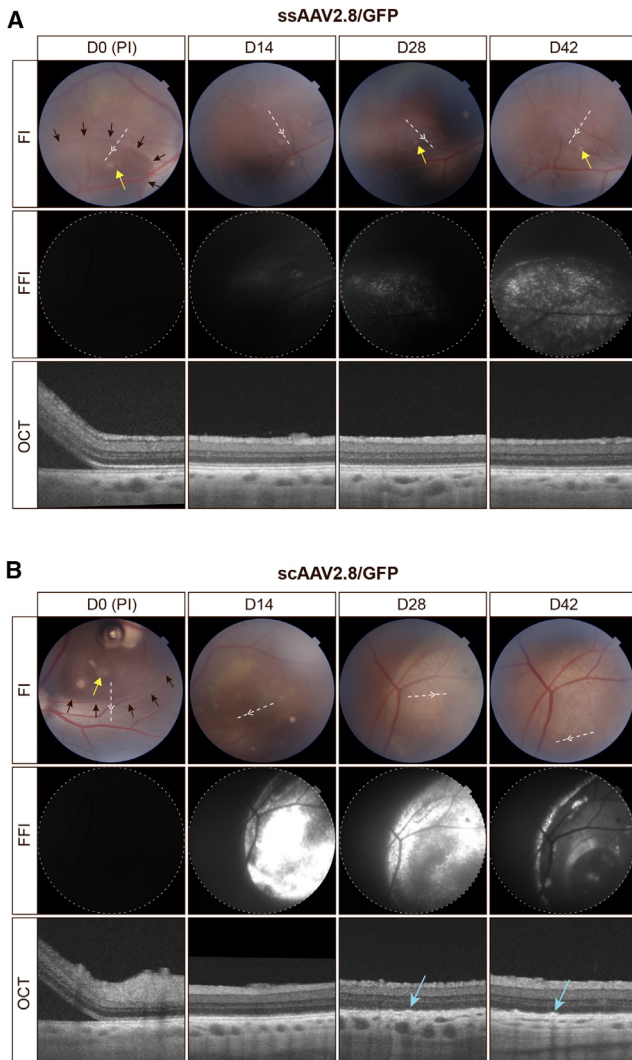 A
ssAAV2.8/GFP
D0 (PI) D14 D28 D42
FI
FFI
OCT
B
scAAV2.8/GFP
D0 (PI) D14 D28 D42
FI
FFI
OCT